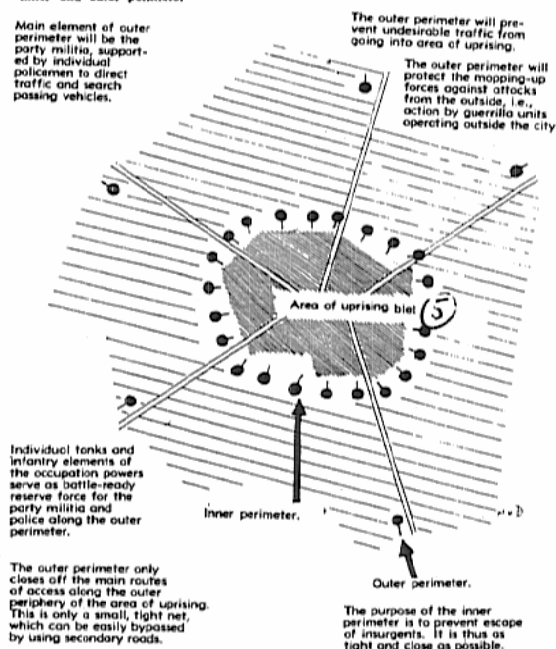 inner and outer perimeter.
Main element of outer
perimeter will be the
party militia, support-
ed by individual
policemen to direct
traffic and search
passing vehicles.
The outer perimeter will pre-
vent undesirable traffic from
going into area of uprising.
The outer perimeter will
protect the mopping-up
forces against attacks
from the outside, i.e.,
action by guerrilla units
operating outside the city
Area of uprising blet
5
Individual tanks and
infantry elements of
the occupation powers
serve as battle-ready
reserve force for the
party militia and
police along the outer
perimeter.
Inner perimeter.
The outer perimeter only
closes off the main routes
of access along the outer
periphery of the area of uprising.
This is only a small, tight net,
which can be easily bypassed
by using secondary roads.
Outer perimeter.
The purpose of the inner
perimeter is to prevent escape
of insurgents. It is thus as
tight and close as possible.